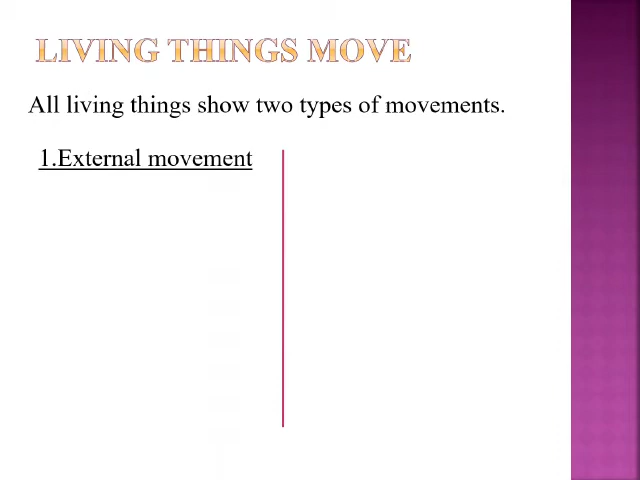 LIVING THINGS MOVE
All living things show two types of movements.
1.External movement